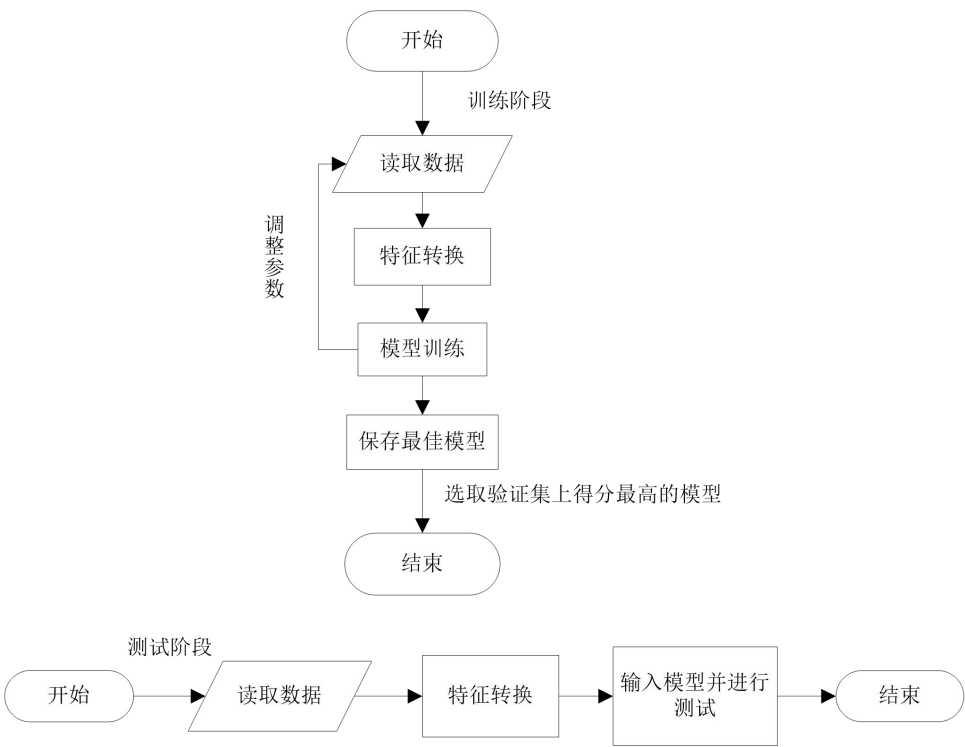 开始
训练阶段
读取数据
调整参数
特征转换
模型训练
保存最佳模型
选取验证集上得分最高的模型
结束
测试阶段
开始
读取数据
特征转换
输入模型并进行
测试
结束